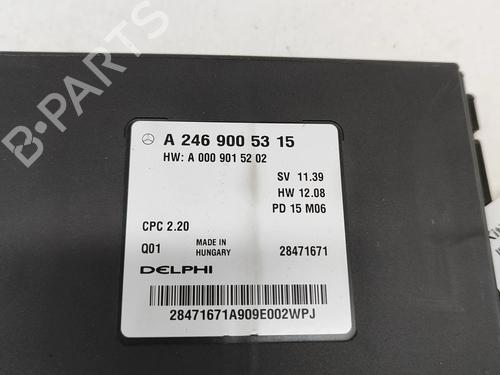 A 246 900 53 15
HW: A 000 901 52 02
SV 11.39
HW 12.08
PD 15 M06
CPC 2.20
Q01 MADE IN HUNGARY 28471671
DELPHI
28471671A909E002WPJ
B-PARTS